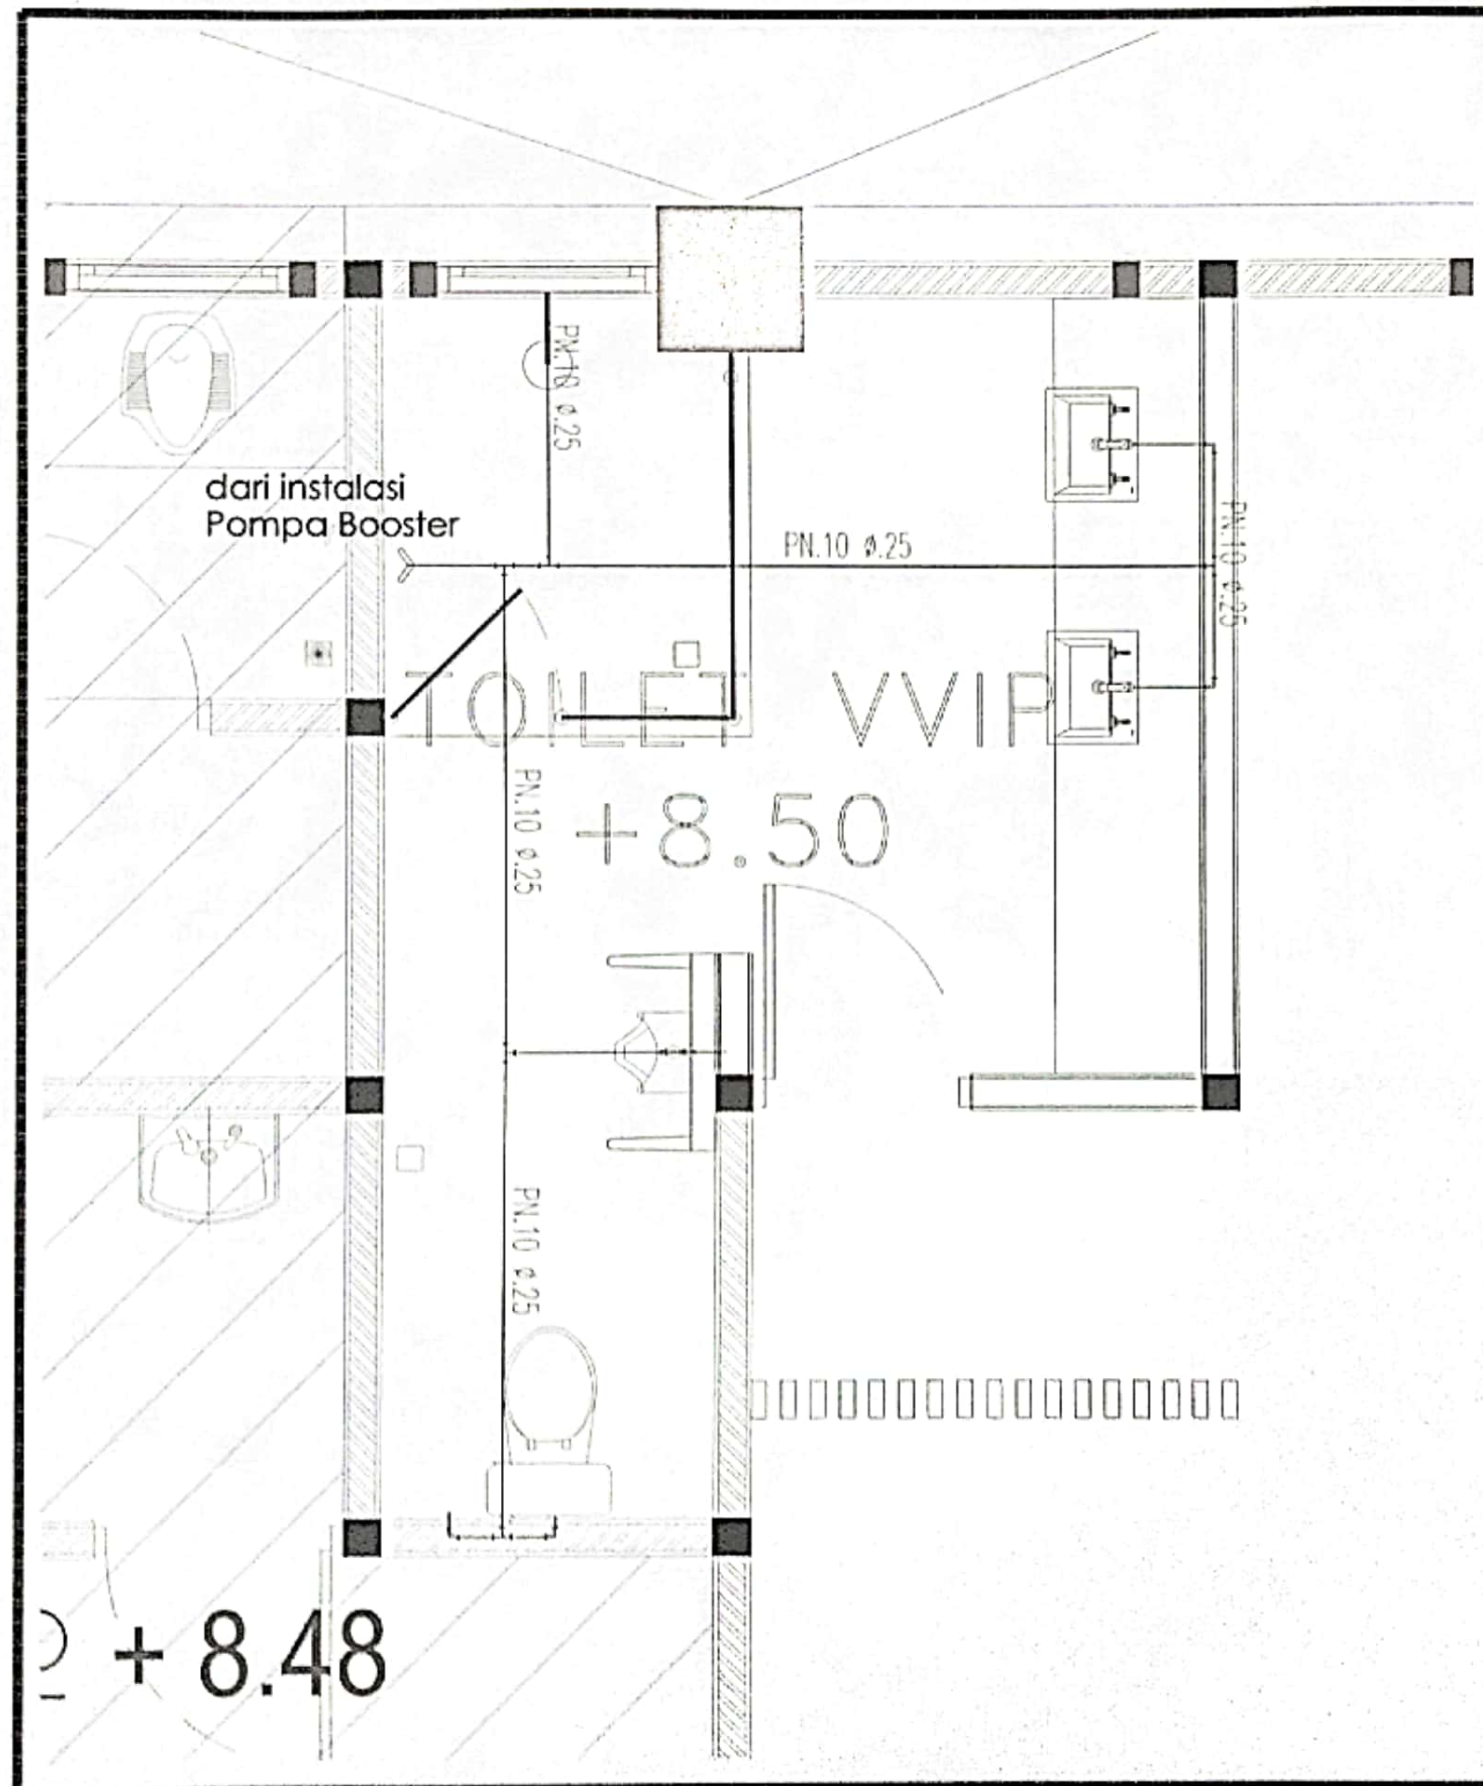 PN.10 ø.25
dari instalasi
Pompa Booster
PN.10 ø.25
PN.10 ø.25
TOILET VVIP
+8.50
PN.10 ø.25
PN.10 ø.25
+ 8.48